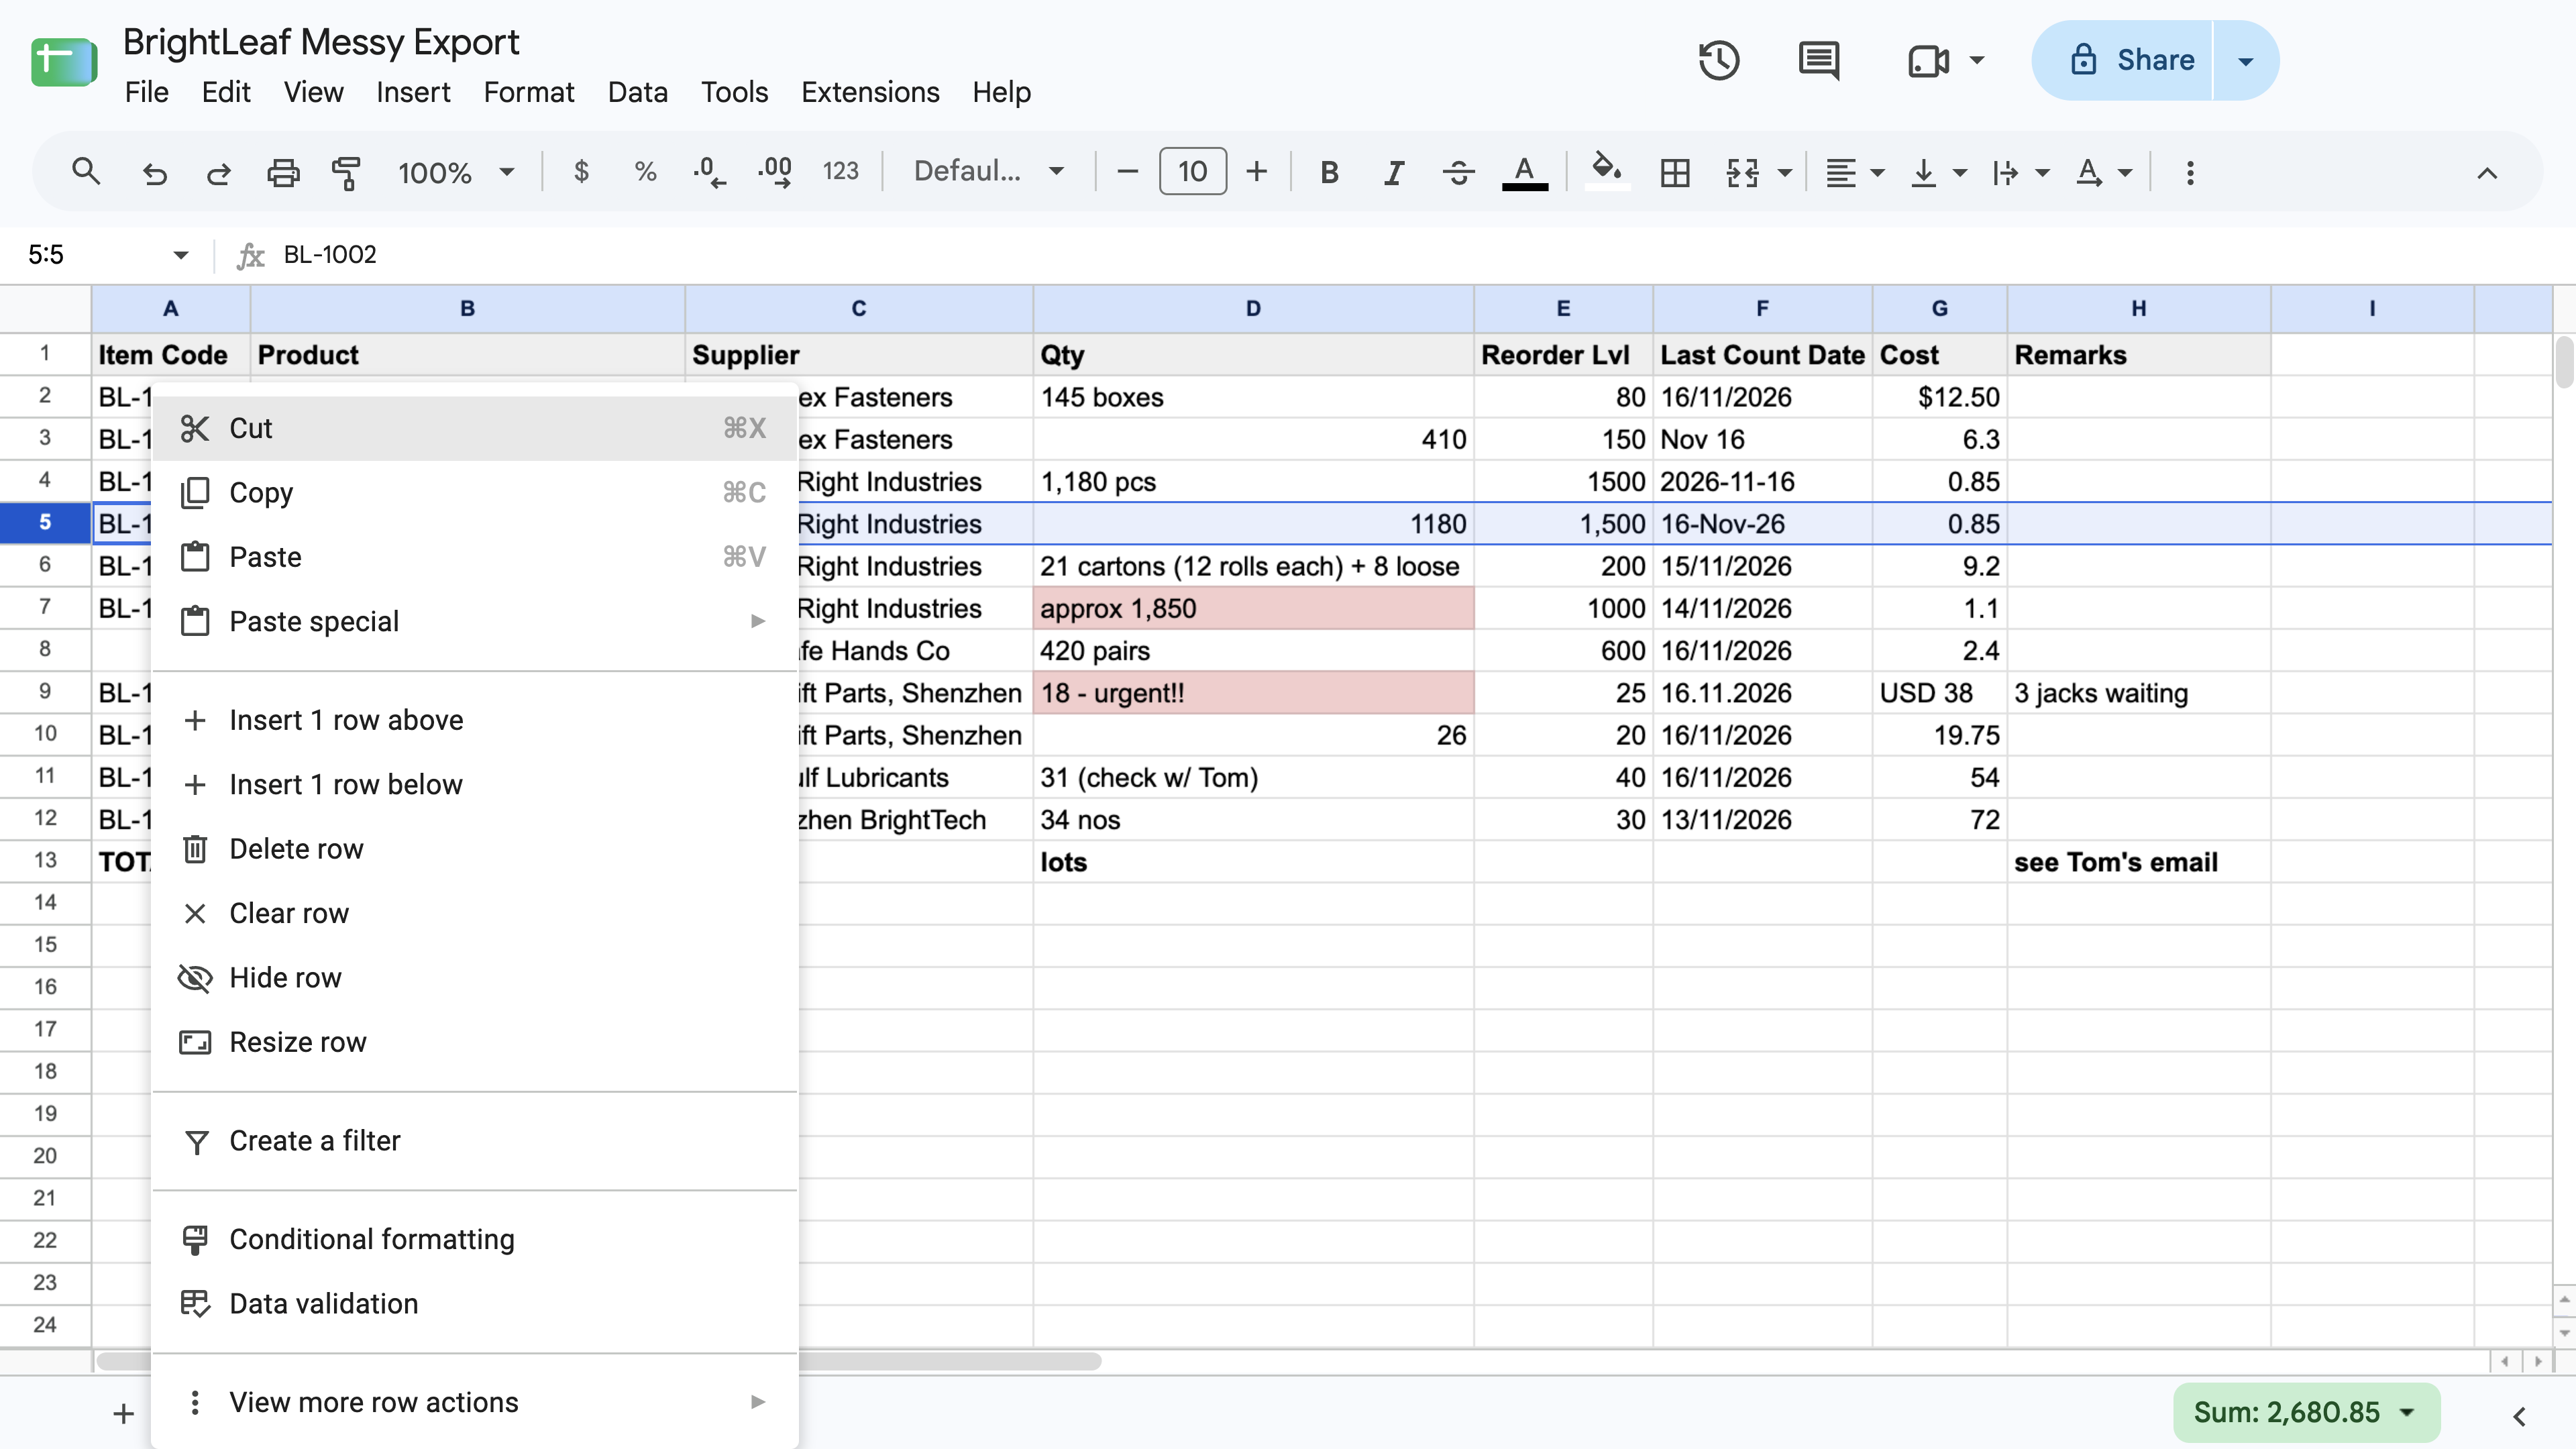 BrightLeaf Messy Export
File Edit View Insert Format Data Tools Extensions Help
Share
100% $ % .0 .00 123 Defaul... 10 B I A A
5:5 fx BL-1002
A B C D E F G H I
1 Item Code Product Supplier Qty Reorder Lvl Last Count Date Cost Remarks
2 BL-1 ex Fasteners 145 boxes 80 16/11/2026 $12.50
Cut ⌘X
3 BL-1 ex Fasteners 410 150 Nov 16 6.3
4 BL-1 Right Industries 1,180 pcs 1500 2026-11-16 0.85
Copy ⌘C
5 BL-1 Right Industries 1180 1,500 16-Nov-26 0.85
Paste ⌘V
6 BL-1 Right Industries 21 cartons (12 rolls each) + 8 loose 200 15/11/2026 9.2
7 BL-1 Right Industries approx 1,850 1000 14/11/2026 1.1
Paste special
8 fe Hands Co 420 pairs 600 16/11/2026 2.4
9 BL-1 ift Parts, Shenzhen 18 - urgent!! 25 16.11.2026 USD 38 3 jacks waiting
Insert 1 row above
10 BL-1 ift Parts, Shenzhen 26 20 16/11/2026 19.75
11 BL-1 ulf Lubricants 31 (check w/ Tom) 40 16/11/2026 54
Insert 1 row below
12 BL-1 zhen BrightTech 34 nos 30 13/11/2026 72
Delete row
13 TOT lots see Tom's email
14
Clear row
15
16
Hide row
17
Resize row
18
19
20
Create a filter
21
22
Conditional formatting
23
Data validation
24
View more row actions
Sum: 2,680.85